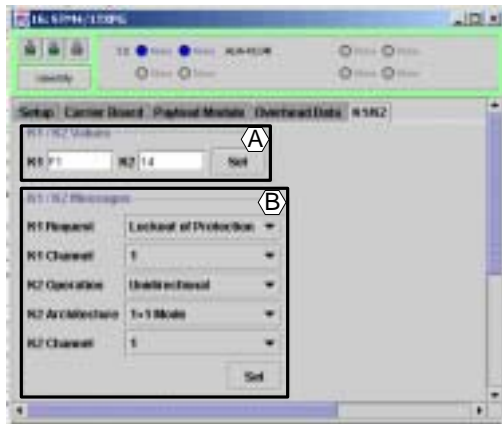 Identify
Setup Carrier Board Payload Module Overhead Data K1/K2
A
K1/K2 Values
K1 F1 K2 14 Set
B
K1/K2 Messages
K1 Request Lockout of Protection
K1 Channel 1
K2 Operation Unidirectional
K2 Architecture 1+1 Mode
K2 Channel 1
Set